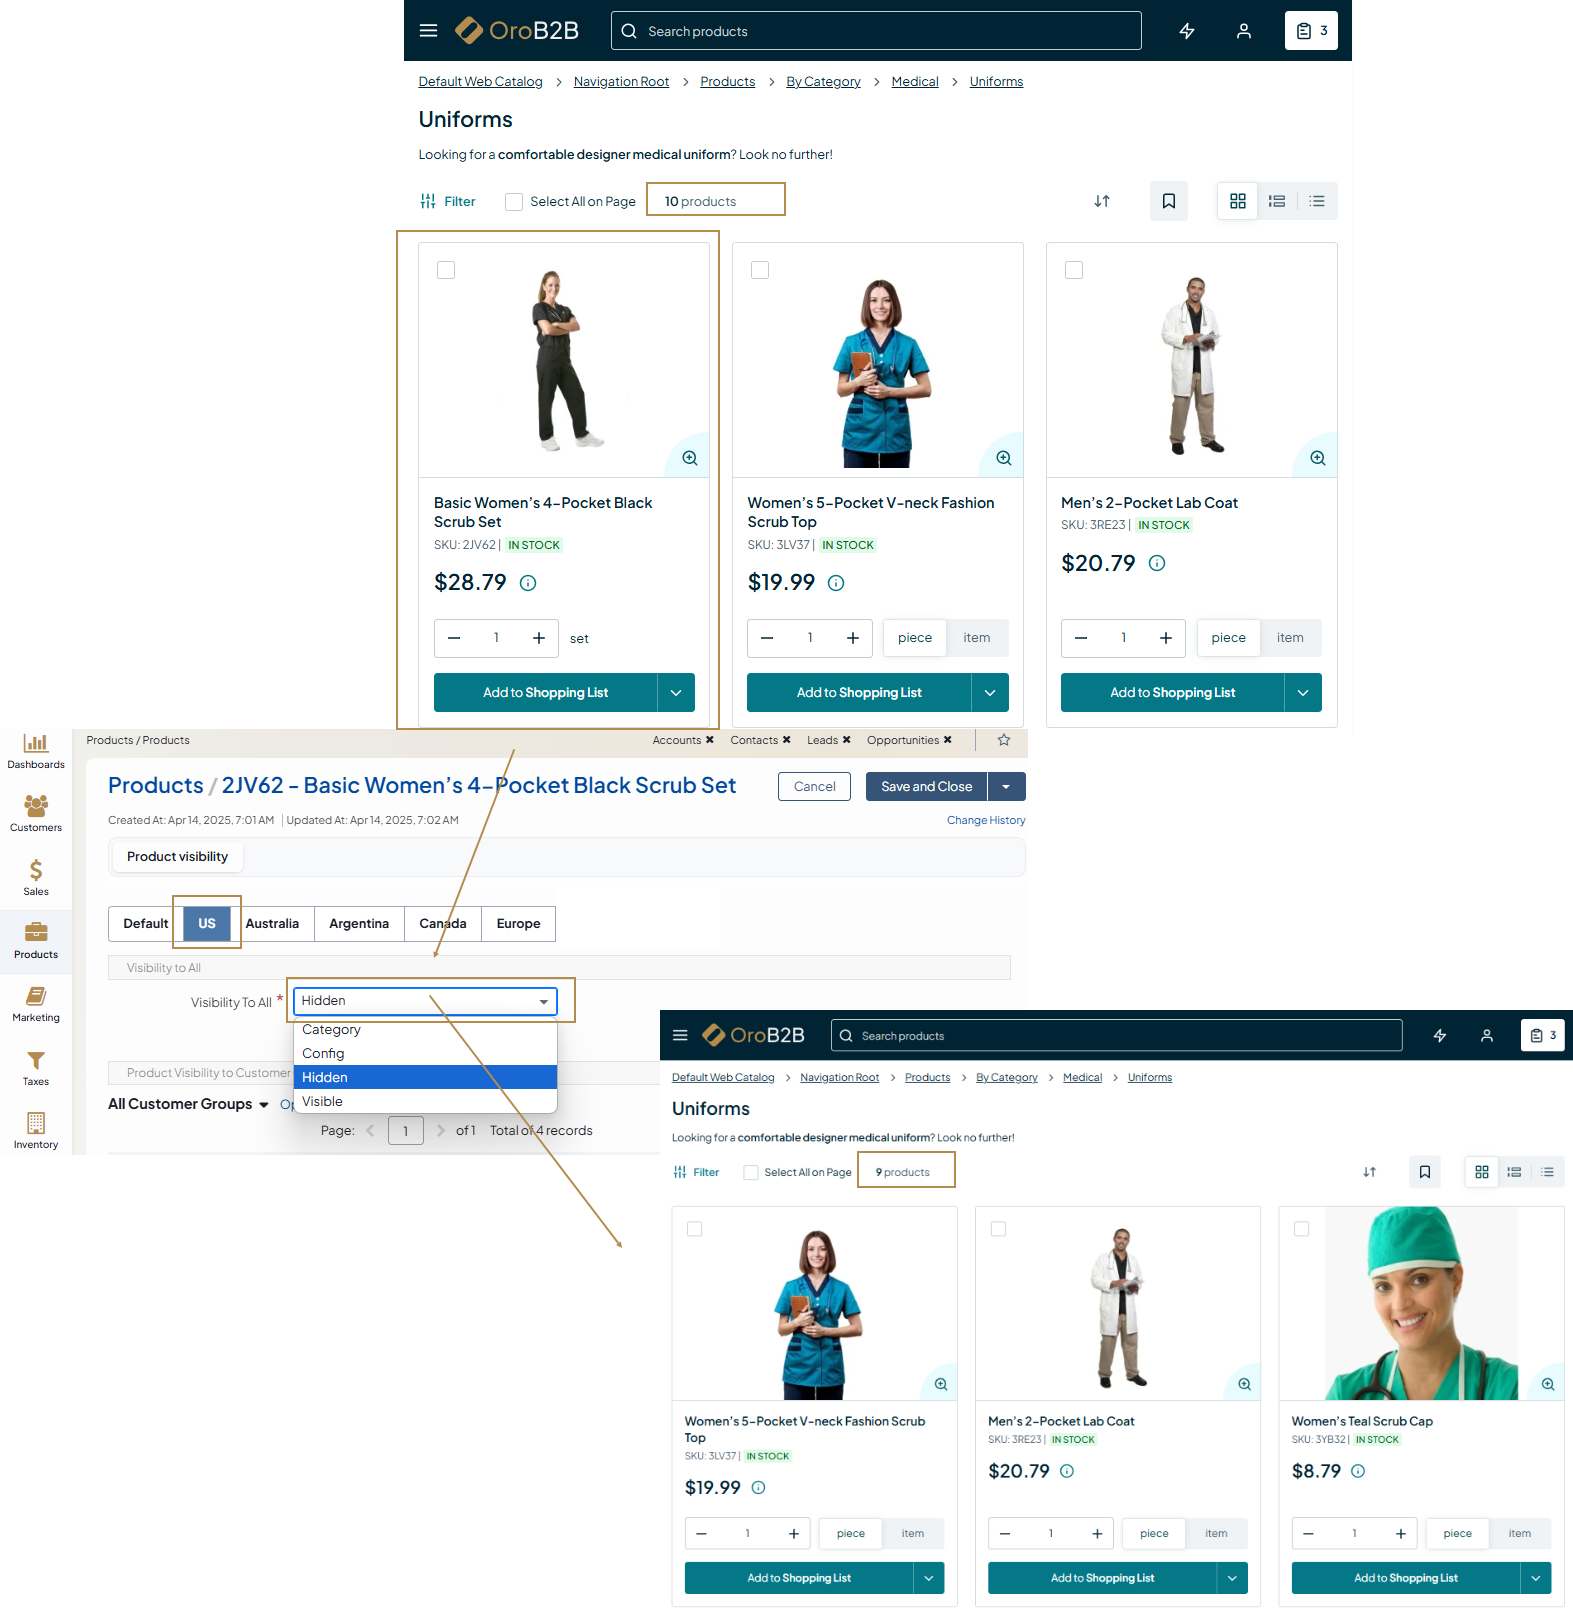 OroB2B
Search products
3
Default Web Catalog > Navigation Root > Products > By Category > Medical > Uniforms
Uniforms
Looking for a comfortable designer medical uniform? Look no further!
Filter Select All on Page 10 products
Basic Women's 4-Pocket Black Scrub Set
SKU: 2JV62 | IN STOCK
$28.79
1 set
Add to Shopping List
Women's 5-Pocket V-neck Fashion Scrub Top
SKU: 3LV37 | IN STOCK
$19.99
1 piece item
Add to Shopping List
Men's 2-Pocket Lab Coat
SKU: 3RE23 | IN STOCK
$20.79
1 piece item
Add to Shopping List
Dashboards
Customers
Sales
Products
Marketing
Taxes
Inventory
Products / Products
Accounts × Contacts × Leads × Opportunities ×
Products / 2JV62 - Basic Women's 4-Pocket Black Scrub Set
Cancel Save and Close
Created At: Apr 14, 2025, 7:01 AM | Updated At: Apr 14, 2025, 7:02 AM
Change History
Product visibility
Default US Australia Argentina Canada Europe
Visibility to All
Visibility To All * Hidden
Category
Config
Hidden
Visible
Product Visibility to Customer
All Customer Groups
Page: 1 of 1 Total of 4 records
OroB2B
Search products
3
Default Web Catalog > Navigation Root > Products > By Category > Medical > Uniforms
Uniforms
Looking for a comfortable designer medical uniform? Look no further!
Filter Select All on Page 9 products
Women's 5-Pocket V-neck Fashion Scrub
Top
SKU: 3LV37 | IN STOCK
$19.99
1 piece item
Add to Shopping List
Men's 2-Pocket Lab Coat
SKU: 3RE23 | IN STOCK
$20.79
1 piece item
Add to Shopping List
Women's Teal Scrub Cap
SKU: 3YB32 | IN STOCK
$8.79
1 piece item
Add to Shopping List